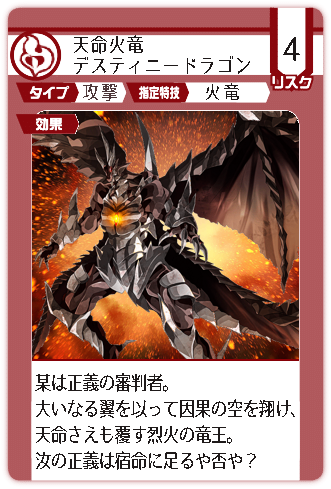 天命火竜
デスティニードラゴン
4
リスク
タイプ 攻撃 指定特技 火竜
効果
某は正義の審判者。
大いなる翼を以って因果の空を翔け、
天命さえも覆す烈火の竜王。
汝の正義は宿命に足るや否や？